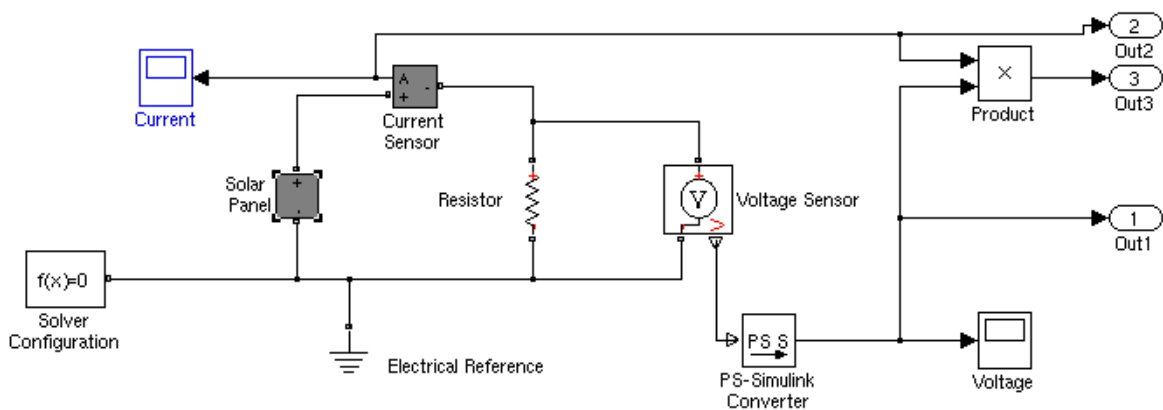 2
Out2
A
+
-
Current
Current
Sensor
×
Product
3
Out3
Solar
Panel
+
-
Resistor
+
V
Voltage Sensor
1
Out1
f(x)=0
Solver
Configuration
Electrical Reference
PS S
PS-Simulink
Converter
Voltage